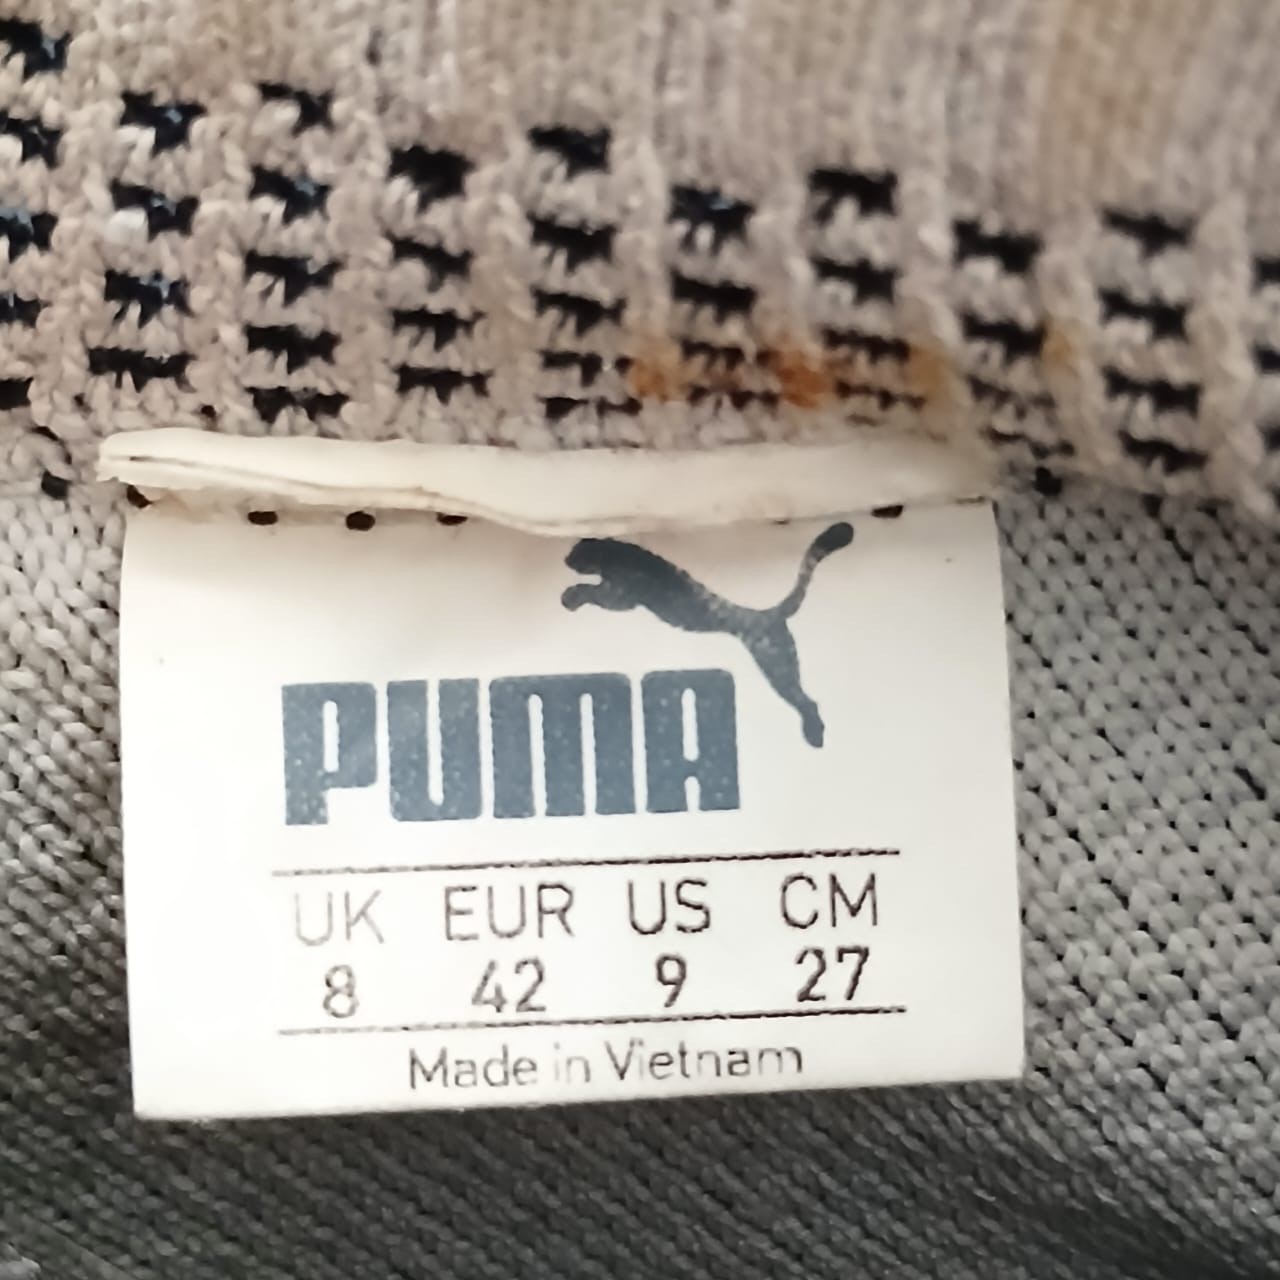 PUMA
UK EUR US CM
8 42 9 27
Made in Vietnam